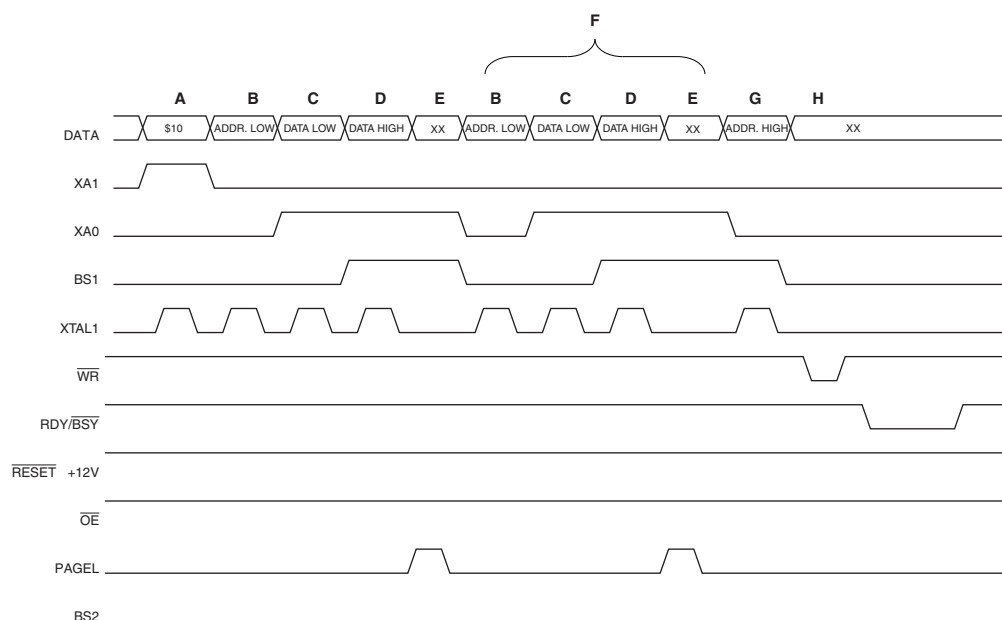 F
A B C D E B C D E G H
DATA $10 ADDR. LOW DATA LOW DATA HIGH XX ADDR. LOW DATA LOW DATA HIGH XX ADDR. HIGH XX
XA1
XA0
BS1
XTAL1
WR
RDY/BSY
RESET +12V
OE
PAGEL
BS2